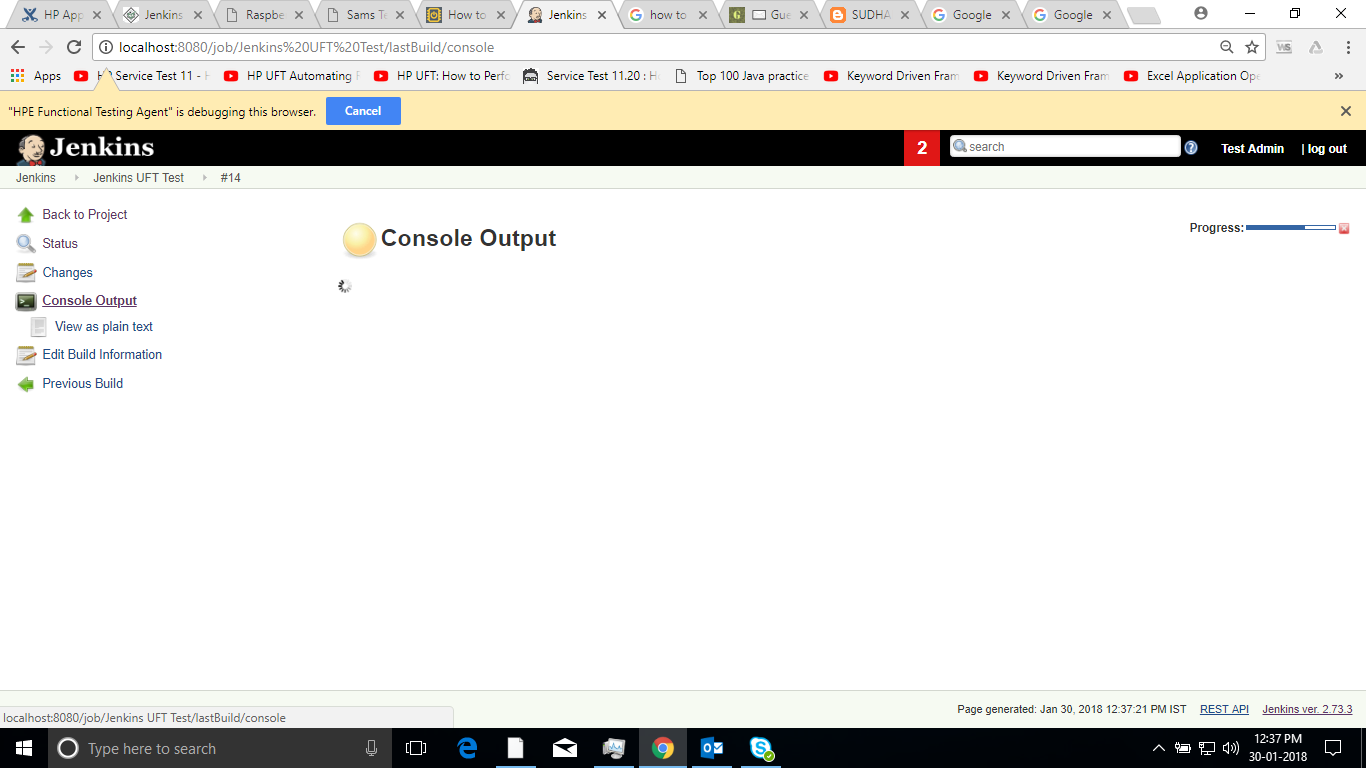 HP App
Jenkins
Raspbe
Sams Te
How to
Jenkins
how to
G Gue
SUDHA
Google
Google
localhost:8080/job/Jenkins%20UFT%20Test/lastBuild/console
WS
Apps
HP Service Test 11 - H
HP UFT Automating
HP UFT: How to Perfo
Service Test 11.20 : Ho
Top 100 Java practice
Keyword Driven Fram
Keyword Driven Fram
Excel Application Ope
»
"HPE Functional Testing Agent" is debugging this browser.
Cancel
Jenkins
2
search
?
Test Admin
| log out
Jenkins
Jenkins UFT Test
#14
Back to Project
Status
Changes
Console Output
View as plain text
Edit Build Information
Previous Build
Console Output
Progress:
Page generated: Jan 30, 2018 12:37:21 PM IST
REST API
Jenkins ver. 2.73.3
localhost:8080/job/Jenkins UFT Test/lastBuild/console
Type here to search
12:37 PM
30-01-2018